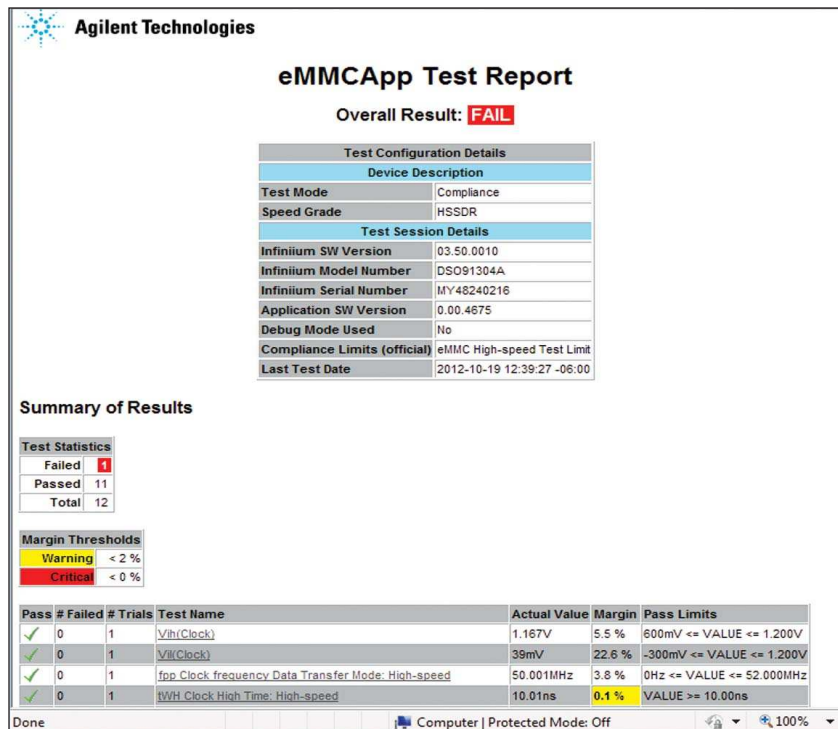 Agilent Technologies
eMMCApp Test Report
Overall Result: FAIL
Test Configuration Details
Device Description
Test Mode Compliance
Speed Grade HSSDR
Test Session Details
Infiniium SW Version 03.50.0010
Infiniium Model Number DSO91304A
Infiniium Serial Number MY48240216
Application SW Version 0.00.4675
Debug Mode Used No
Compliance Limits (official) eMMC High-speed Test Limit
Last Test Date 2012-10-19 12:39:27 -06:00
Summary of Results
Test Statistics
Failed 1
Passed 11
Total 12
Margin Thresholds
Warning < 2 %
Critical < 0 %
Pass # Failed # Trials Test Name Actual Value Margin Pass Limits
0 1 Vih(Clock) 1.167V 5.5 % 600mV <= VALUE <= 1.200V
0 1 Vil(Clock) 39mV 22.6 % -300mV <= VALUE <= 1.200V
0 1 fpp Clock frequency Data Transfer Mode: High-speed 50.001MHz 3.8 % 0Hz <= VALUE <= 52.000MHz
0 1 tWH Clock High Time: High-speed 10.01ns 0.1 % VALUE >= 10.00ns
Done Computer | Protected Mode: Off 100%